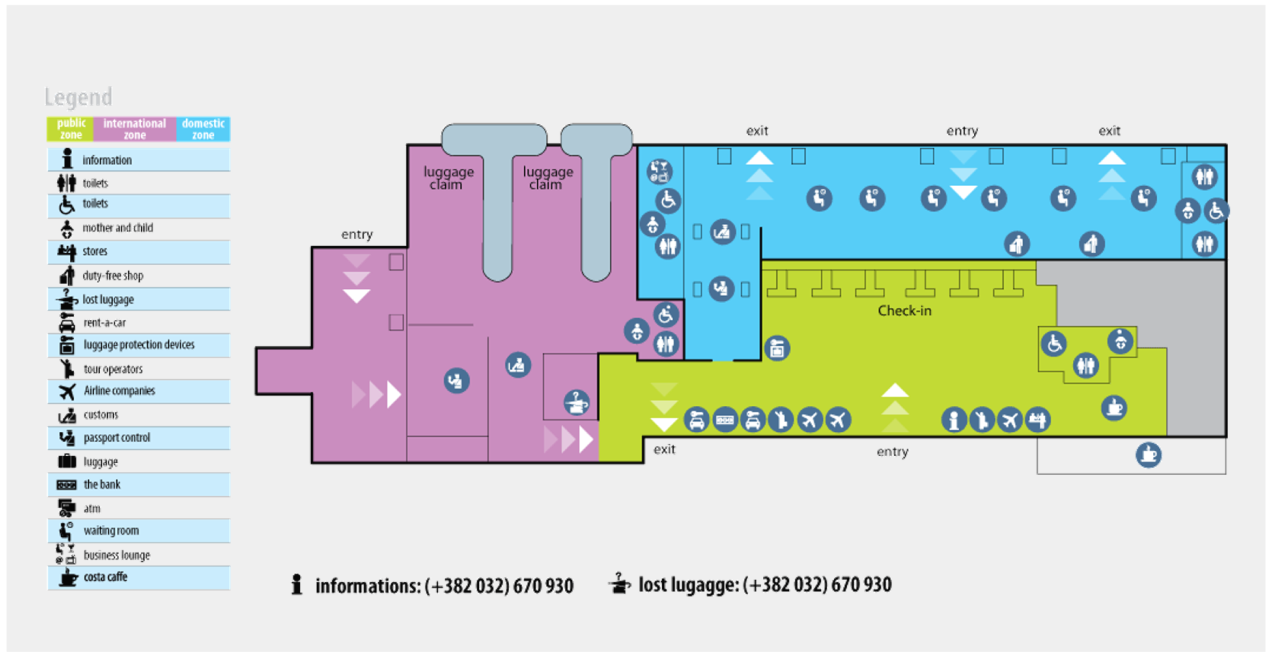 Legend
public
zone
international
zone
domestic
zone
information
toilets
toilets
mother and child
stores
duty-free shop
lost luggage
rent-a-car
luggage protection devices
tour operators
Airline companies
customs
passport control
luggage
the bank
atm
waiting room
business lounge
costa caffe
exit
entry
exit
luggage
claim
luggage
claim
entry
Check-in
exit
entry
informations: (+382 032) 670 930
lost lugagge: (+382 032) 670 930